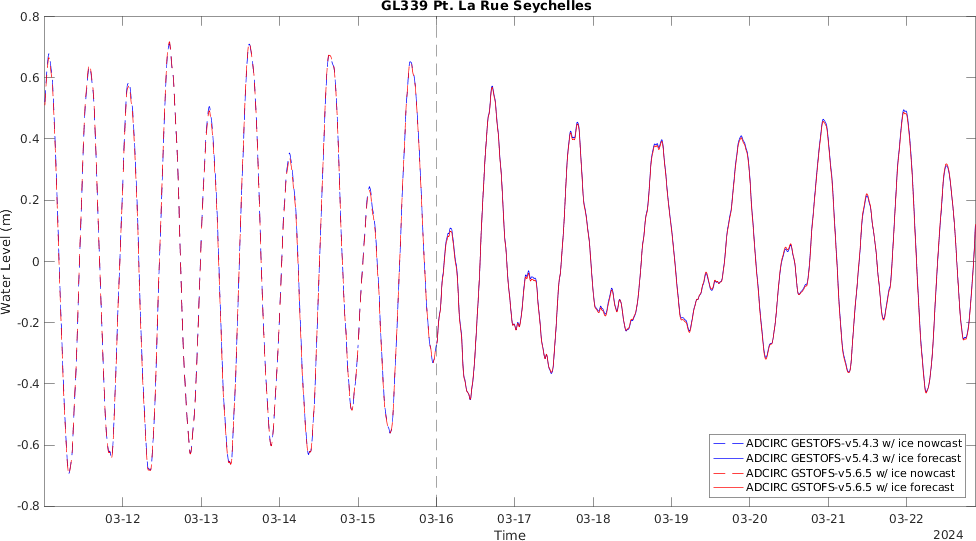 GL339 Pt. La Rue Seychelles
0.8
0.6
0.4
0.2
0
-0.2
-0.4
-0.6
-0.8
Water Level (m)
ADCIRC GESTOFS-v5.4.3 w/ ice nowcast
ADCIRC GESTOFS-v5.4.3 w/ ice forecast
ADCIRC GSTOFS-v5.6.5 w/ ice nowcast
ADCIRC GSTOFS-v5.6.5 w/ ice forecast
03-12 03-13 03-14 03-15 03-16 03-17 03-18 03-19 03-20 03-21 03-22
Time
2024